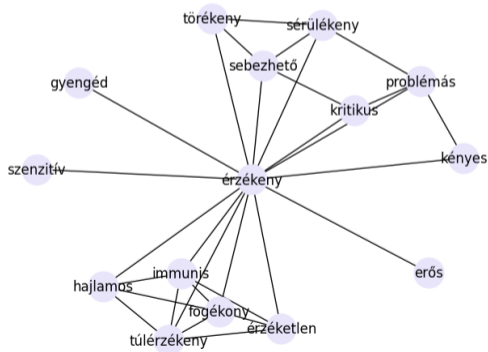 törékeny
sérülékeny
sebezhető
gyengéd
problémás
kritikus
kényes
szenzitív
érzékeny
erős
immunis
hajlamos
fogékony
érzéketlen
túlérzékeny